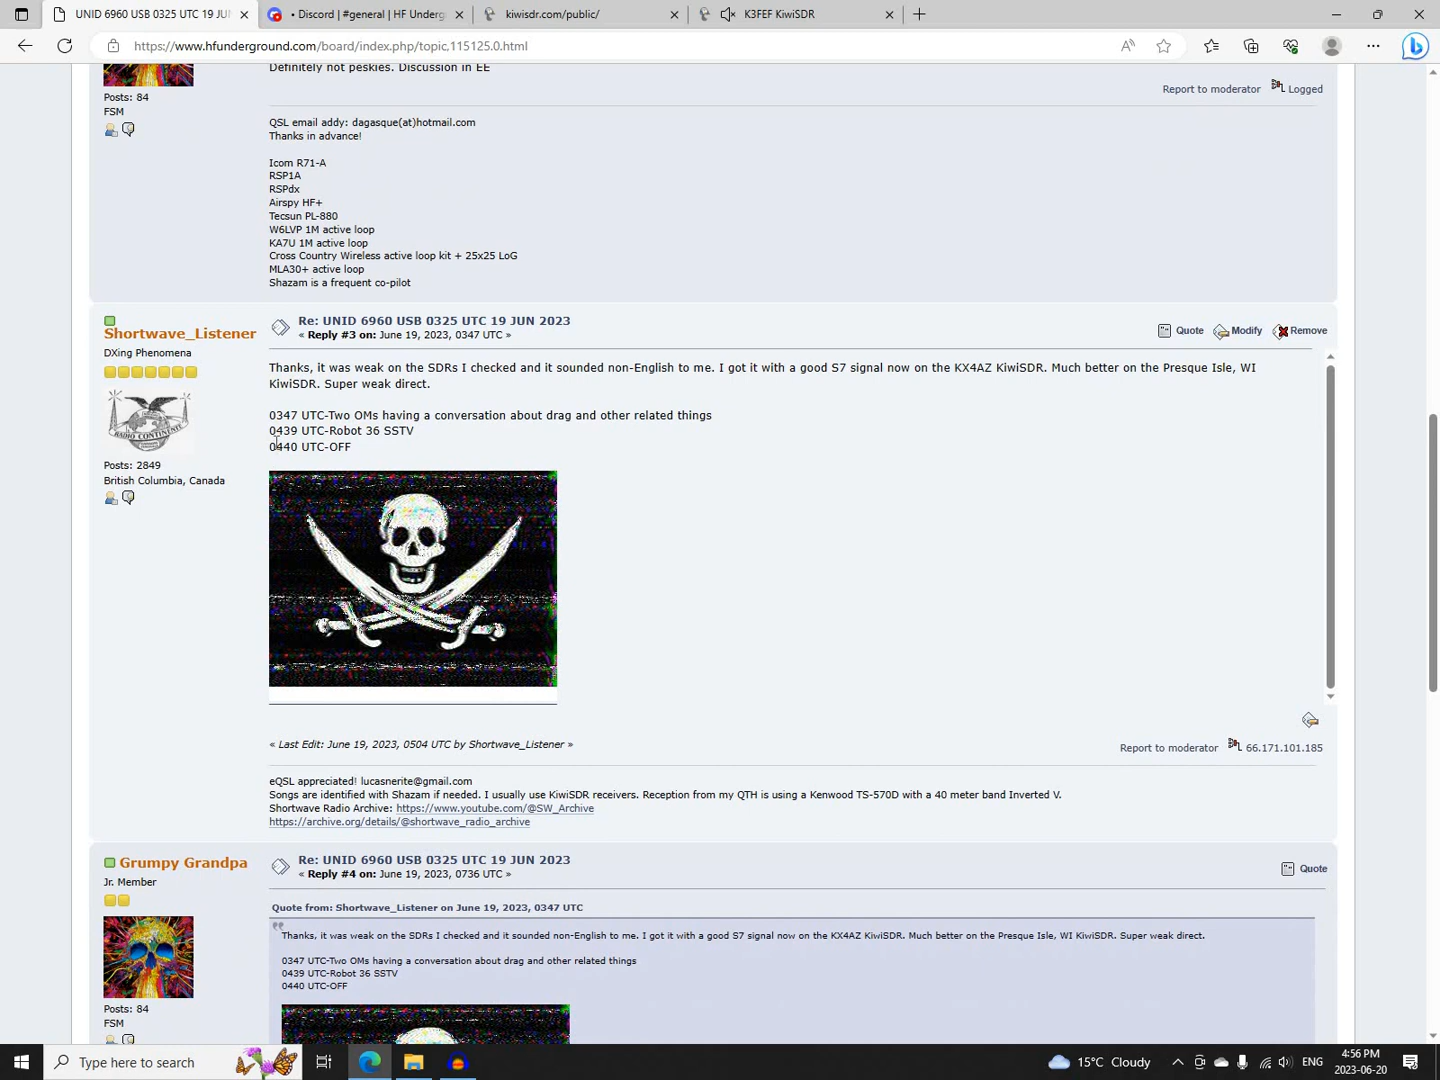 UNID 6960 USB 0325 UTC 19 JUN
Discord | #general | HF Underg
kiwisdr.com/public/
K3FEF KiwiSDR
https://www.hfunderground.com/board/index.php/topic,115125.0.html
Definitely not peskies. Discussion in EE
Posts: 84
FSM
Report to moderator Logged
QSL email addy: dagasque(at)hotmail.com
Thanks in advance!
Icom R71-A
RSP1A
RSPdx
Airspy HF+
Tecsun PL-880
W6LVP 1M active loop
KA7U 1M active loop
Cross Country Wireless active loop kit + 25x25 LoG
MLA30+ active loop
Shazam is a frequent co-pilot
Shortwave_Listener
DXing Phenomena
RADIO CONTINENTE
Posts: 2849
British Columbia, Canada
Re: UNID 6960 USB 0325 UTC 19 JUN 2023
« Reply #3 on: June 19, 2023, 0347 UTC »
Quote Modify Remove
Thanks, it was weak on the SDRs I checked and it sounded non-English to me. I got it with a good S7 signal now on the KX4AZ KiwiSDR. Much better on the Presque Isle, WI
KiwiSDR. Super weak direct.
0347 UTC-Two OMs having a conversation about drag and other related things
0439 UTC-Robot 36 SSTV
0440 UTC-OFF
« Last Edit: June 19, 2023, 0504 UTC by Shortwave_Listener »
Report to moderator 66.171.101.185
eQSL appreciated! lucasnerite@gmail.com
Songs are identified with Shazam if needed. I usually use KiwiSDR receivers. Reception from my QTH is using a Kenwood TS-570D with a 40 meter band Inverted V.
Shortwave Radio Archive: https://www.youtube.com/@SW_Archive
https://archive.org/details/@shortwave_radio_archive
Grumpy Grandpa
Jr. Member
Posts: 84
FSM
Re: UNID 6960 USB 0325 UTC 19 JUN 2023
« Reply #4 on: June 19, 2023, 0736 UTC »
Quote
Quote from: Shortwave_Listener on June 19, 2023, 0347 UTC
Thanks, it was weak on the SDRs I checked and it sounded non-English to me. I got it with a good S7 signal now on the KX4AZ KiwiSDR. Much better on the Presque Isle, WI KiwiSDR. Super weak direct.
0347 UTC-Two OMs having a conversation about drag and other related things
0439 UTC-Robot 36 SSTV
0440 UTC-OFF
Type here to search
15°C Cloudy
ENG
4:56 PM
2023-06-20